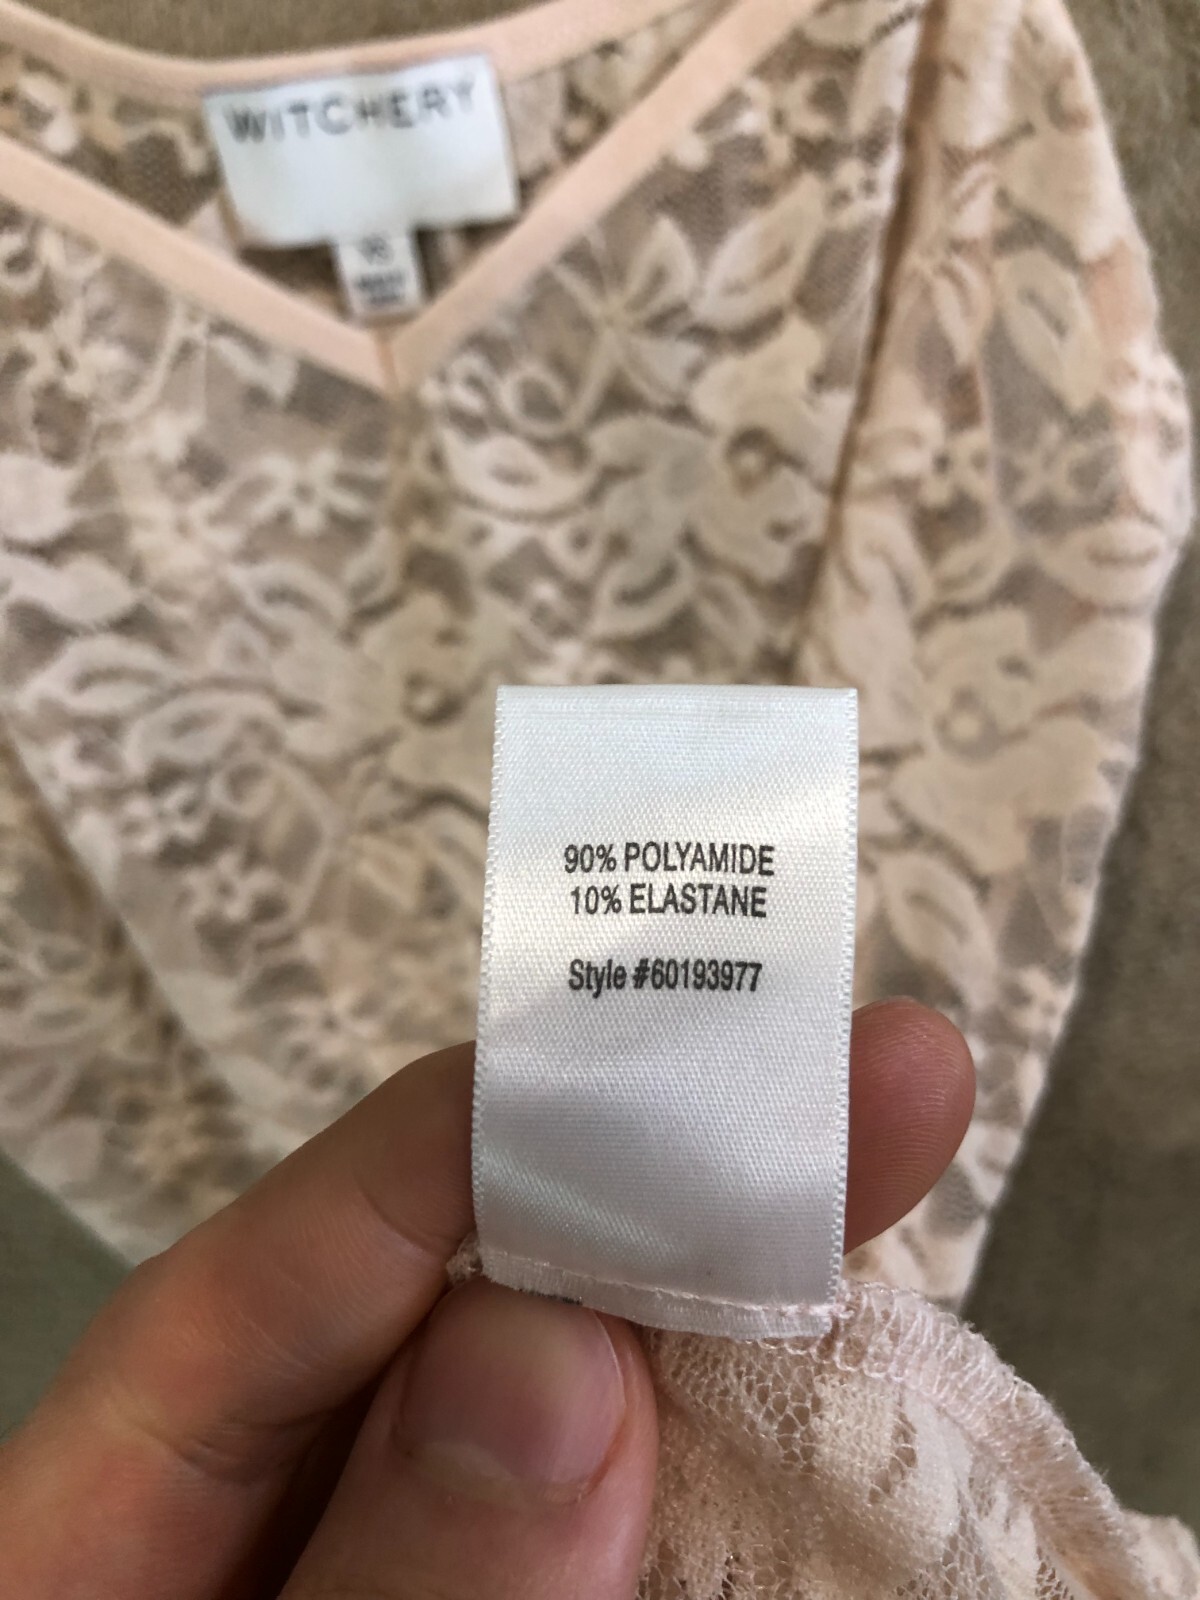 WITCHERY
90% POLYAMIDE
10% ELASTANE
Style #60193977